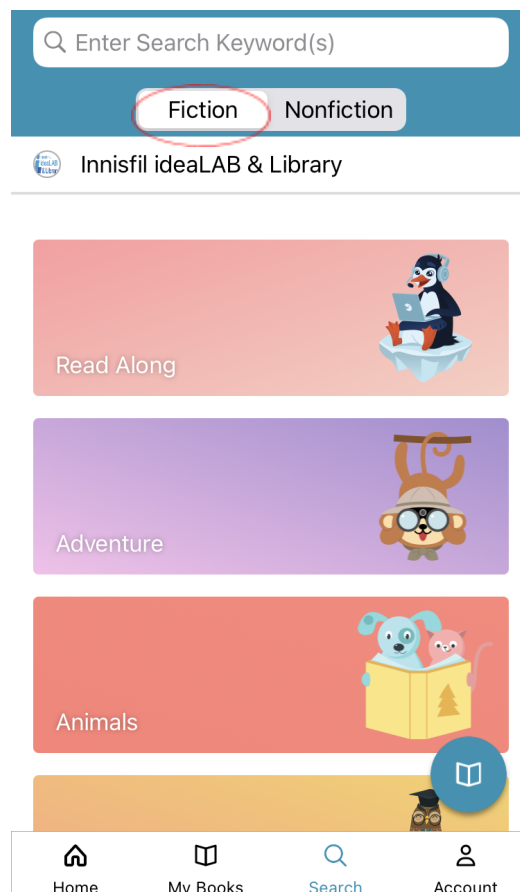 Enter Search Keyword(s)
Fiction Nonfiction
Innisfil ideaLAB & Library
Read Along
Adventure
Animals
Home My Books Search Account